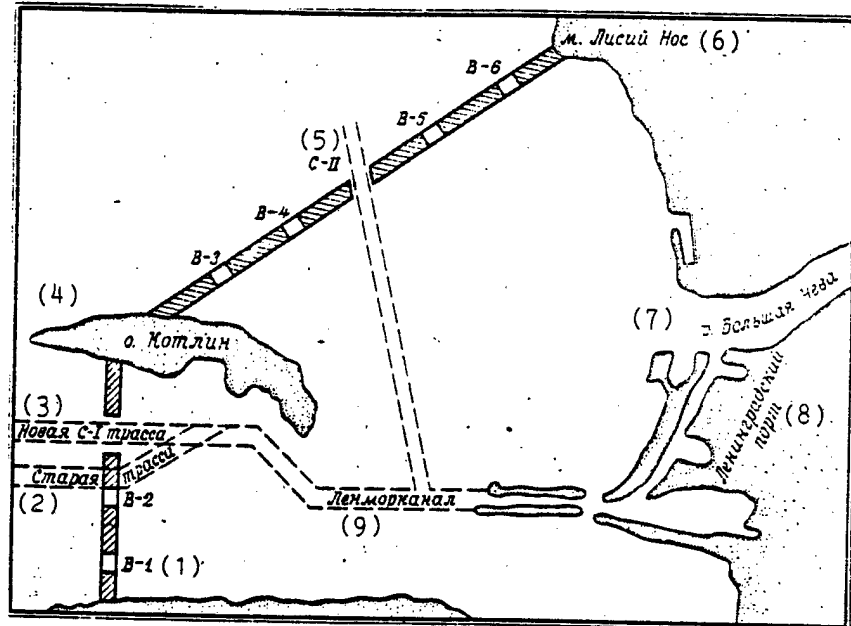 м. Лисий Нос (6)
В-6
В-5
(5)
С-II
В-4
В-3
(4)
о. Котлин
(7)
р. Большая Нева
Ленинградский
порт
(8)
(3)
Новая С-I трасса
Старая трасса
(2)
В-2
Ленморканал
(9)
В-1 (1)